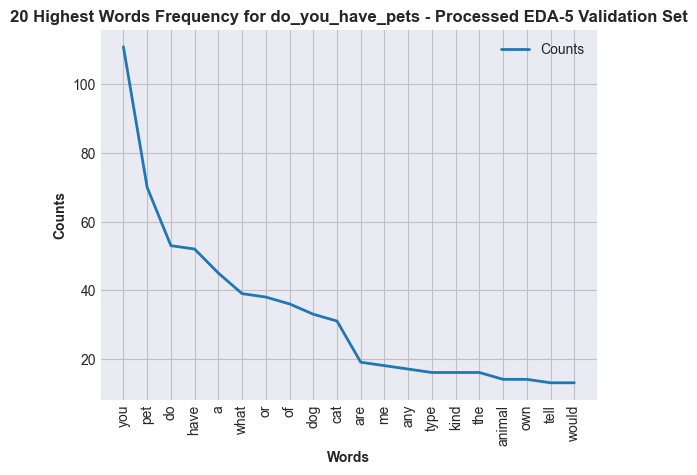 20 Highest Words Frequency for do_you_have_pets - Processed EDA-5 Validation Set
Counts
100
80
60
40
20
Counts
you
pet
do
have
a
what
or
of
dog
cat
are
me
any
type
kind
the
animal
own
tell
would
Words